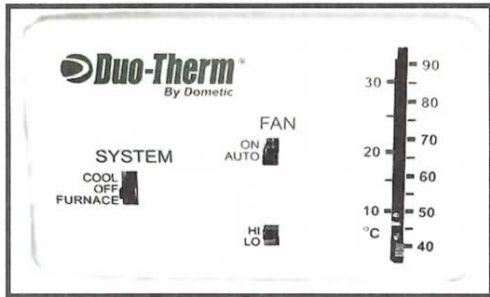 Duo-Therm®
By Dometic
SYSTEM
COOL
OFF
FURNACE
FAN
ON
AUTO
HI
LO
30
20
10
°C
90
80
70
60
50
40